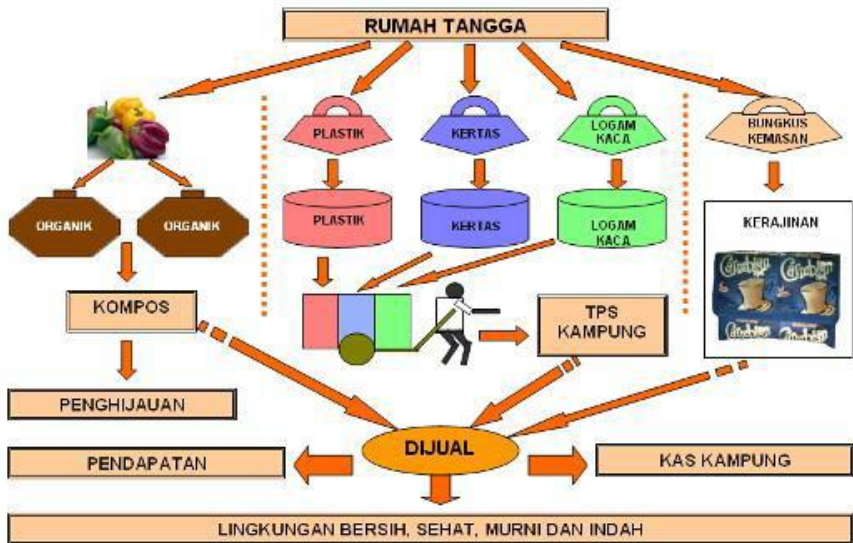 RUMAH TANGGA
PLASTIK
KERTAS
LOGAM
KACA
BUNGKUS
KEMASAN
ORGANIK
ORGANIK
PLASTIK
KERTAS
LOGAM
KACA
KERAJINAN
KOMPOS
TPS
KAMPUNG
PENGHIJAUAN
DIJUAL
PENDAPATAN
KAS KAMPUNG
LINGKUNGAN BERSIH, SEHAT, MURNI DAN INDAH